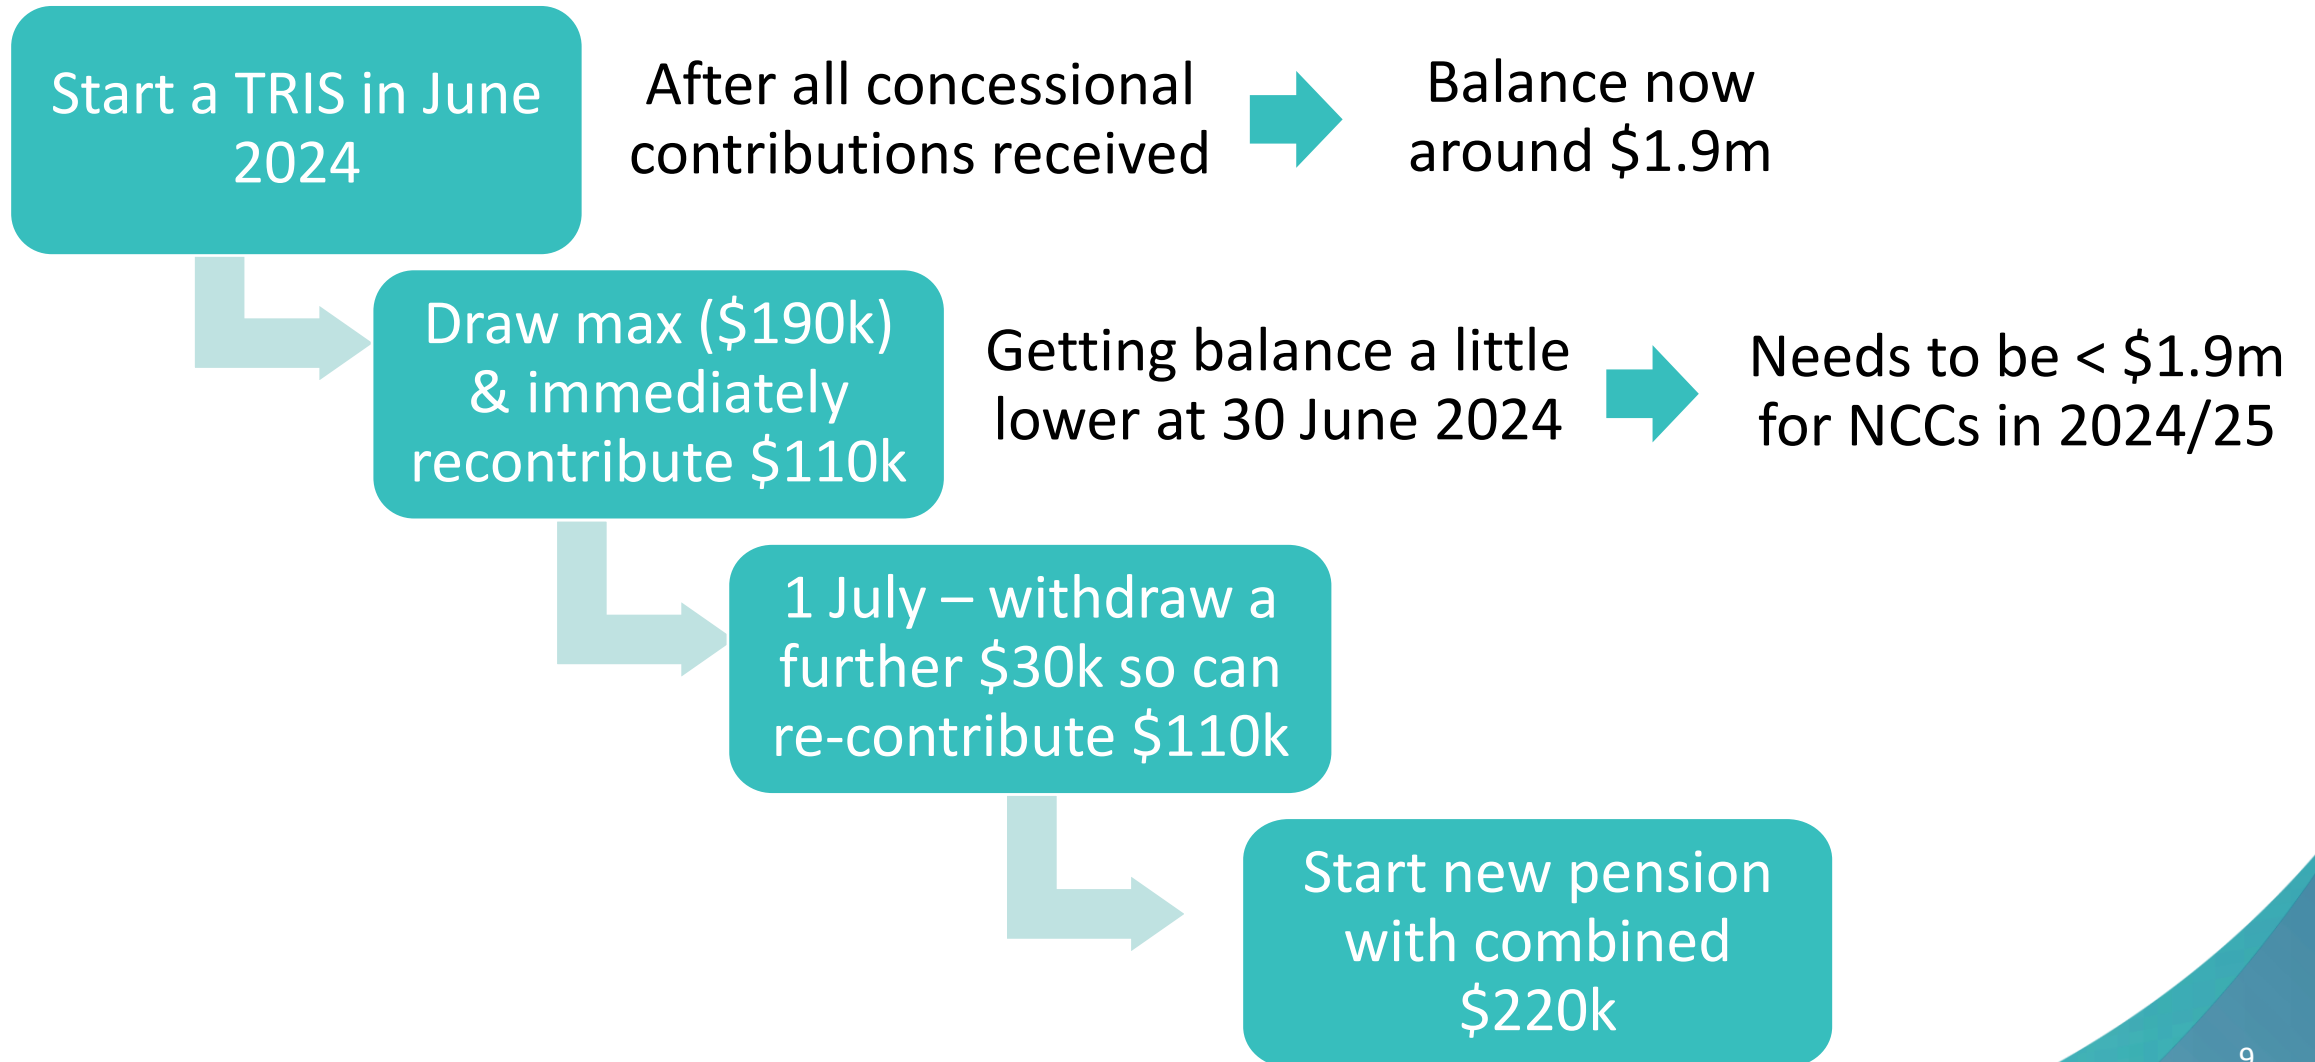 Start a TRIS in June
2024
After all concessional
contributions received
Balance now
around $1.9m
Draw max ($190k)
& immediately
recontribute $110k
Getting balance a little
lower at 30 June 2024
Needs to be < $1.9m
for NCCs in 2024/25
1 July – withdraw a
further $30k so can
re-contribute $110k
Start new pension
with combined
$220k
9